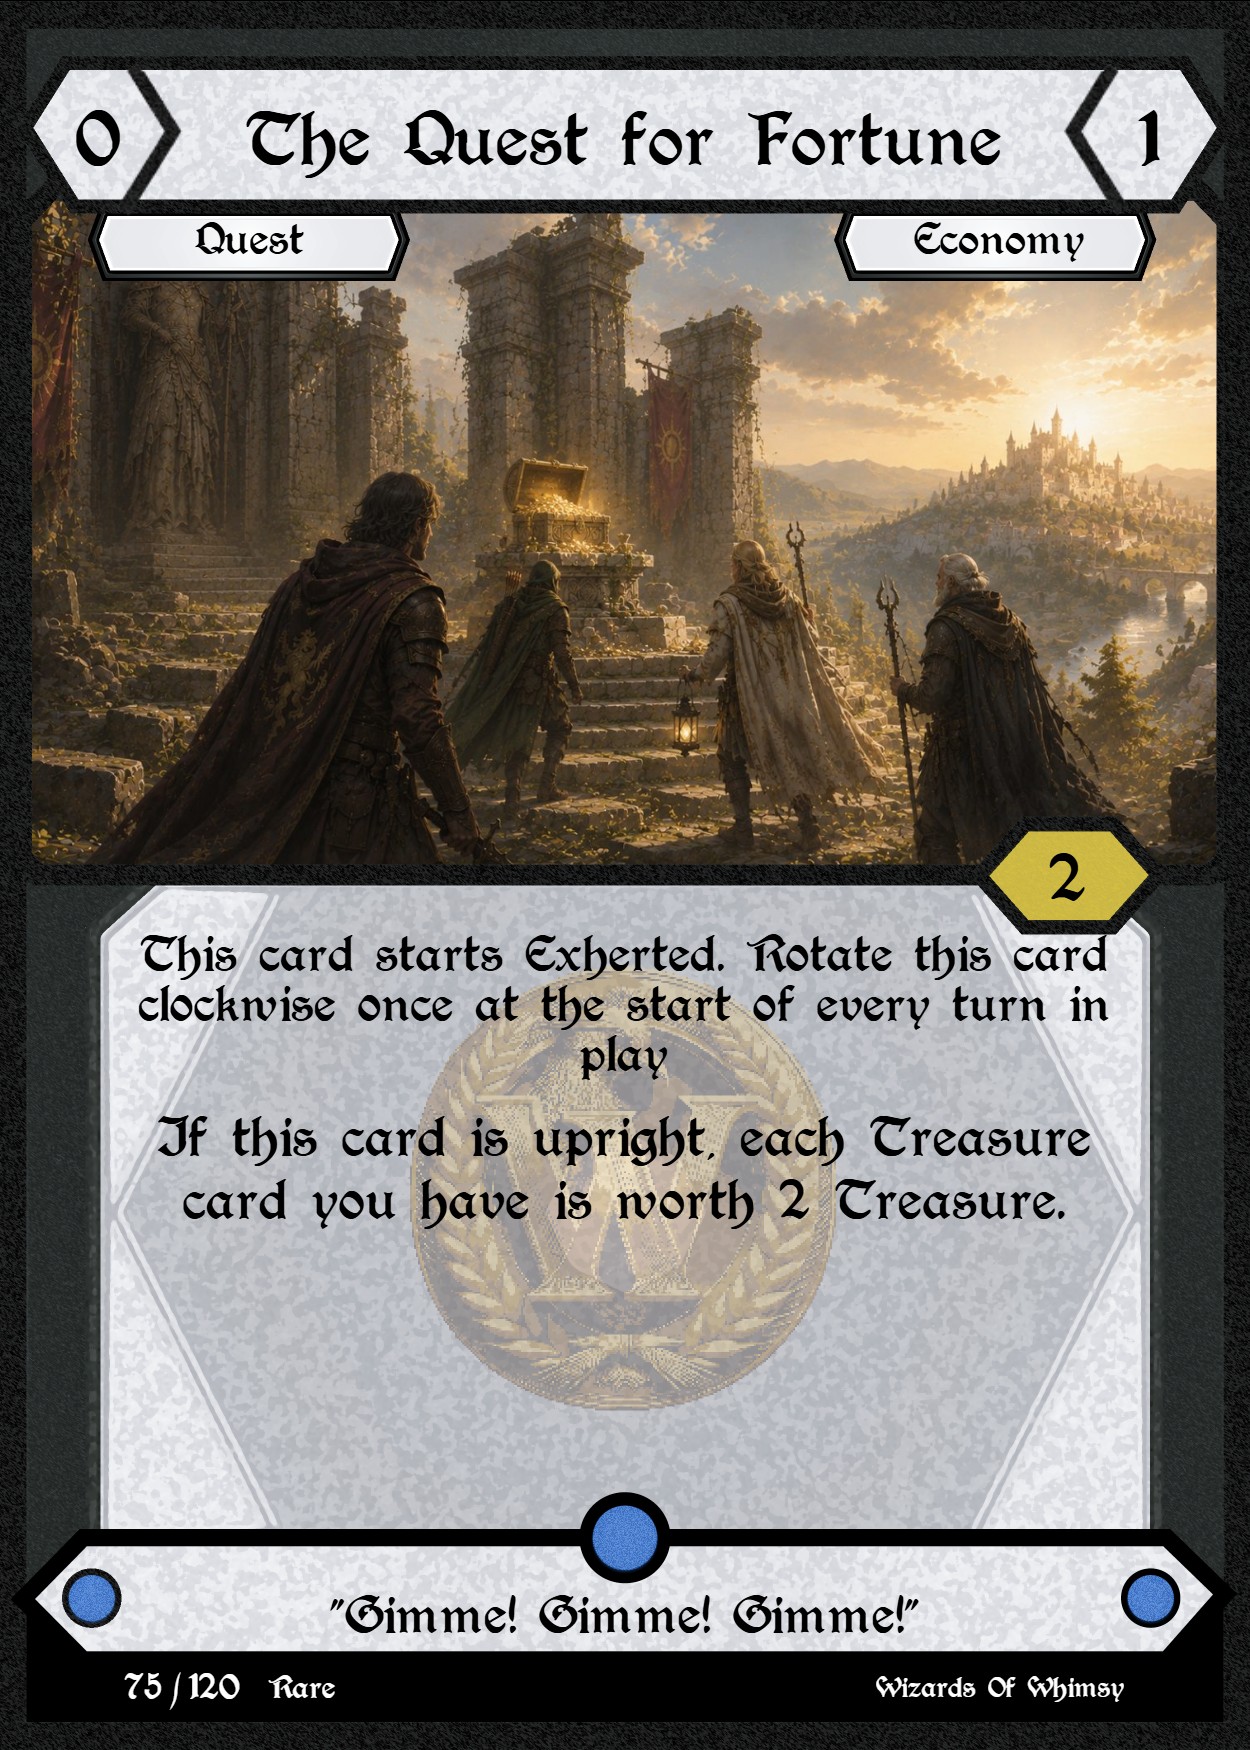 0
The Quest for Fortune
1
Quest
Economy
2
This card starts Exherted. Rotate this card
clockwise once at the start of every turn in
play
If this card is upright, each Treasure
card you have is worth 2 Treasure.
W
"Gimme! Gimme! Gimme!"
75 / 120 Rare
Wizards Of Whimsy